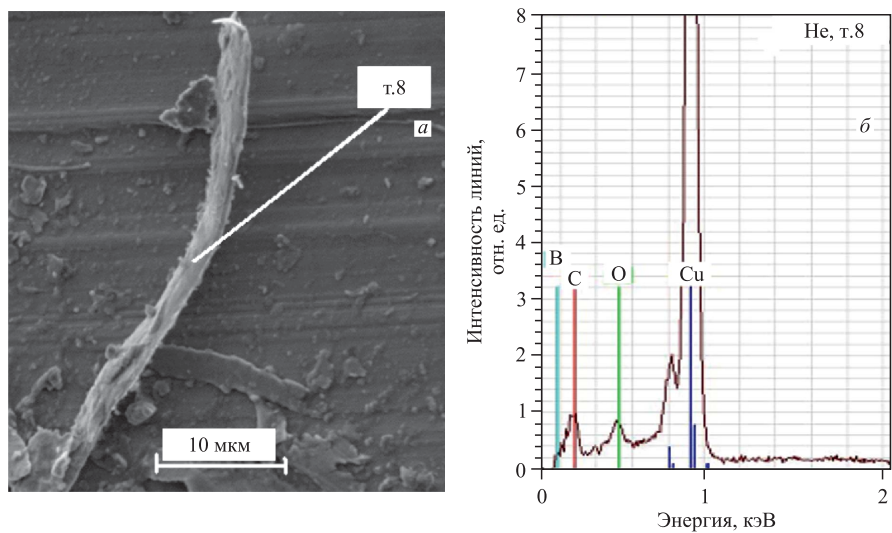 т.8
а
10 мкм
Не, т.8
б
Интенсивность линий,
отн. ед.
8
7
6
5
4
3
2
1
0
B
C
O
Cu
0
1
2
Энергия, кэВ